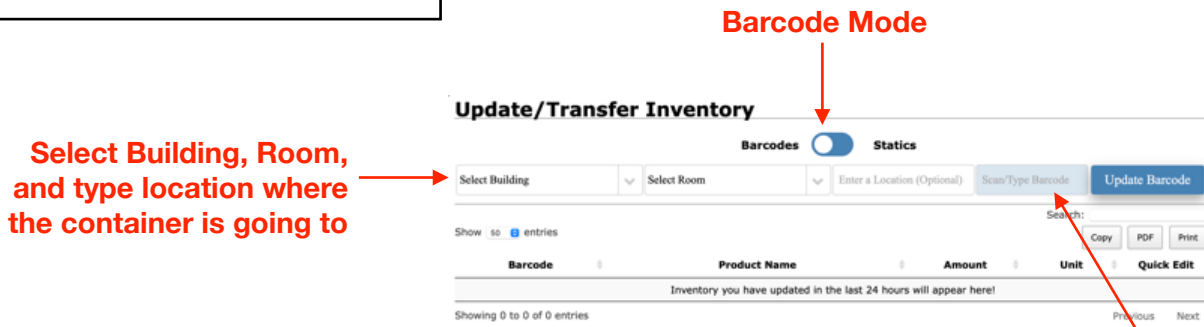 Barcode Mode
Update/Transfer Inventory
Barcodes Statics
Select Building, Room,
and type location where
the container is going to
Select Building Select Room Enter a Location (Optional) Scan/Type Barcode Update Barcode
Search:
Show 50 entries Copy PDF Print
Barcode Product Name Amount Unit Quick Edit
Inventory you have updated in the last 24 hours will appear here!
Showing 0 to 0 of 0 entries Previous Next